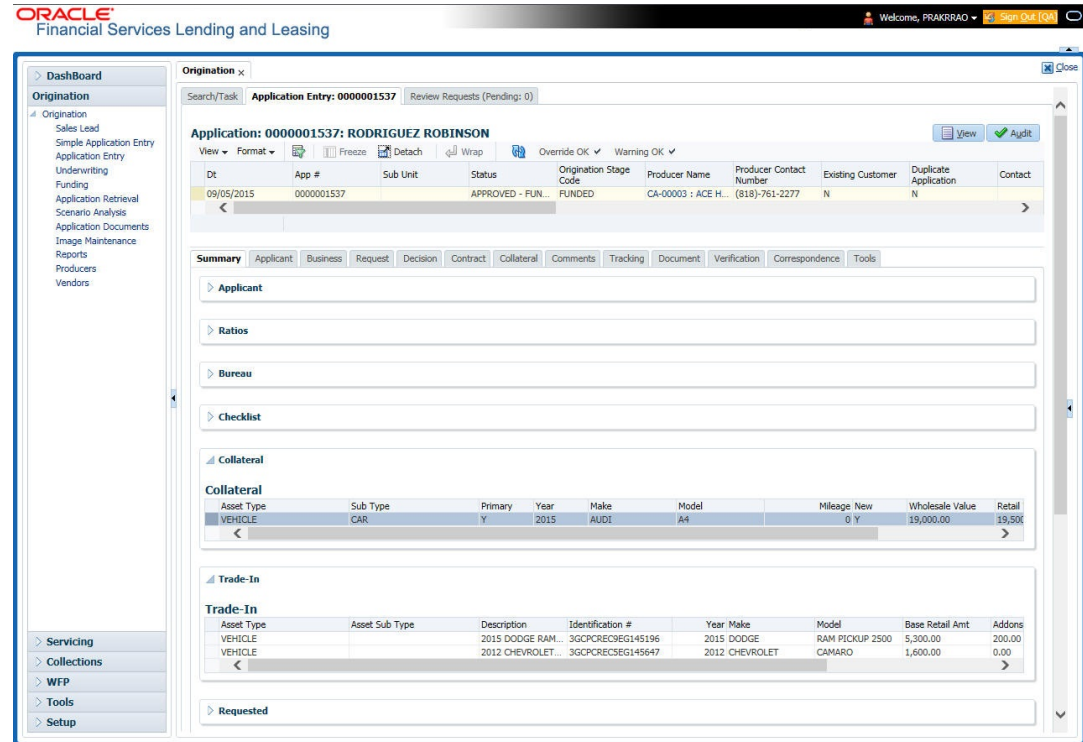 ORACLE
Financial Services Lending and Leasing
Welcome, PRAKRRAO
Sign Out [QA]
DashBoard
Origination
Origination
Sales Lead
Simple Application Entry
Application Entry
Underwriting
Funding
Application Retrieval
Scenario Analysis
Application Documents
Image Maintenance
Reports
Producers
Vendors
Servicing
Collections
WFP
Tools
Setup
Origination x
Close
Search/Task Application Entry: 0000001537 Review Requests (Pending: 0)
Application: 0000001537: RODRIGUEZ ROBINSON
View Audit
View Format Freeze Detach Wrap Override OK Warning OK
Dt App # Sub Unit Status Origination Stage Code Producer Name Producer Contact Number Existing Customer Duplicate Application Contact
09/05/2015 0000001537 APPROVED - FUN... FUNDED CA-00003 : ACE H... (818)-761-2277 N N
Summary Applicant Business Request Decision Contract Collateral Comments Tracking Document Verification Correspondence Tools
Applicant
Ratios
Bureau
Checklist
Collateral
Collateral
Asset Type Sub Type Primary Year Make Model Mileage New Wholesale Value Retail
VEHICLE CAR Y 2015 AUDI A4 0 Y 19,000.00 19,500
Trade-In
Trade-In
Asset Type Asset Sub Type Description Identification # Year Make Model Base Retail Amt Addons
VEHICLE 2015 DODGE RAM... 3GCPCREC9EG145196 2015 DODGE RAM PICKUP 2500 5,300.00 200.00
VEHICLE 2012 CHEVROLET... 3GCPCREC5EG145647 2012 CHEVROLET CAMARO 1,600.00 0.00
Requested